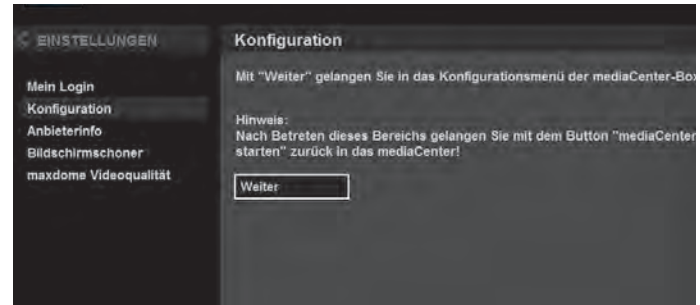 EINSTELLUNGEN
Mein Login
Konfiguration
Anbieterinfo
Bildschirmschoner
maxdome Videoqualität
Konfiguration
Mit "Weiter" gelangen Sie in das Konfigurationsmenü der mediaCenter-Box
Hinweis:
Nach Betreten dieses Bereichs gelangen Sie mit dem Button "mediaCenter
starten" zurück in das mediaCenter!
Weiter